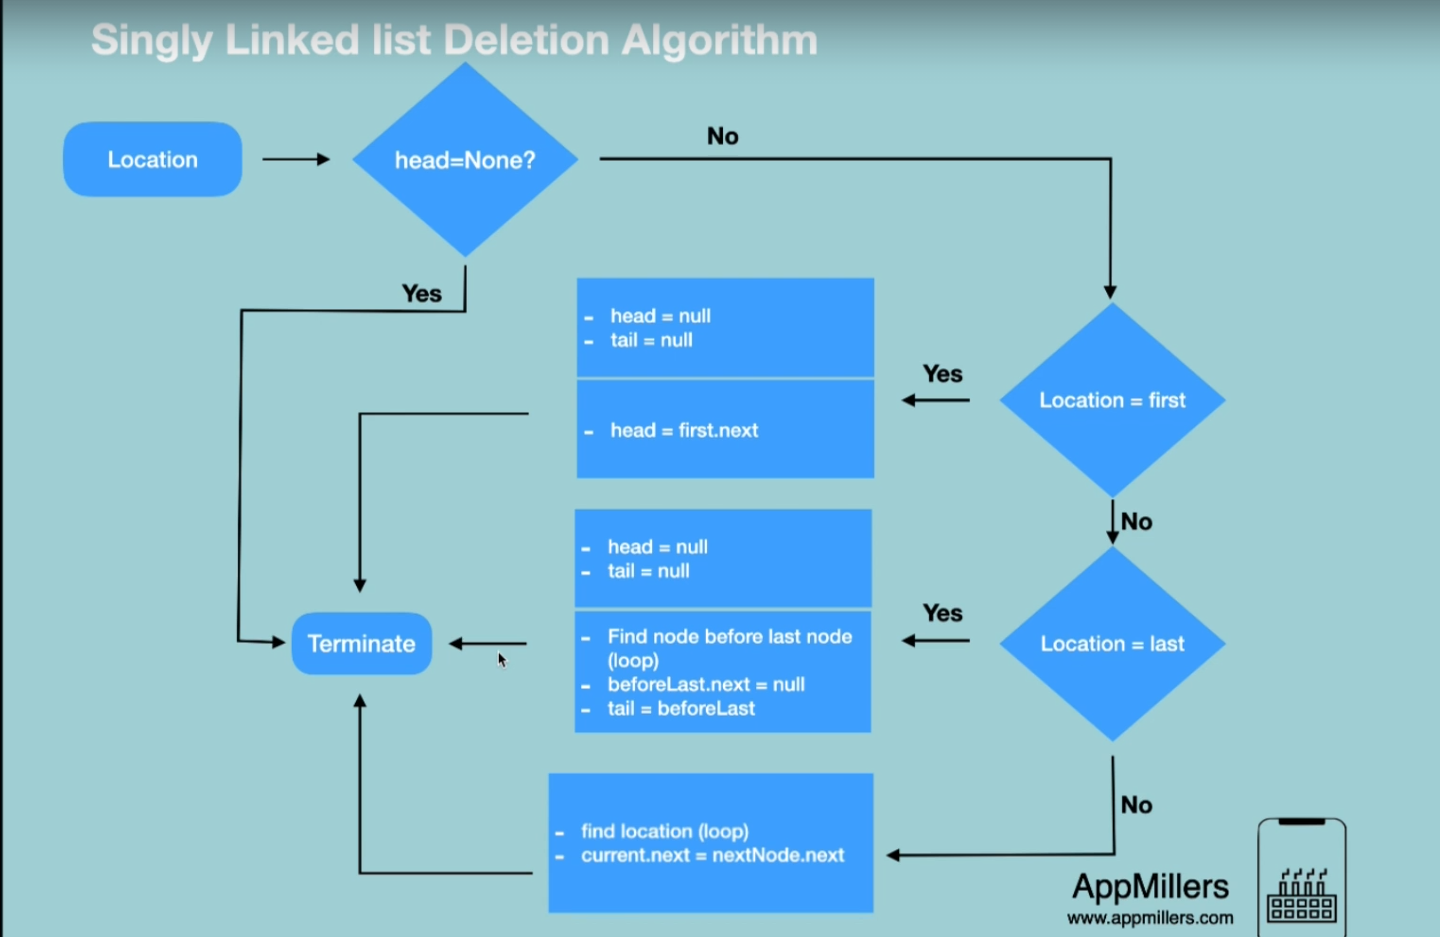 Singly Linked list Deletion Algorithm
Location
head=None?
No
Yes
- head = null
- tail = null
- head = first.next
Yes
Location = first
No
- head = null
- tail = null
- Find node before last node
(loop)
- beforeLast.next = null
- tail = beforeLast
Yes
Location = last
Terminate
No
- find location (loop)
- current.next = nextNode.next
AppMillers
www.appmillers.com